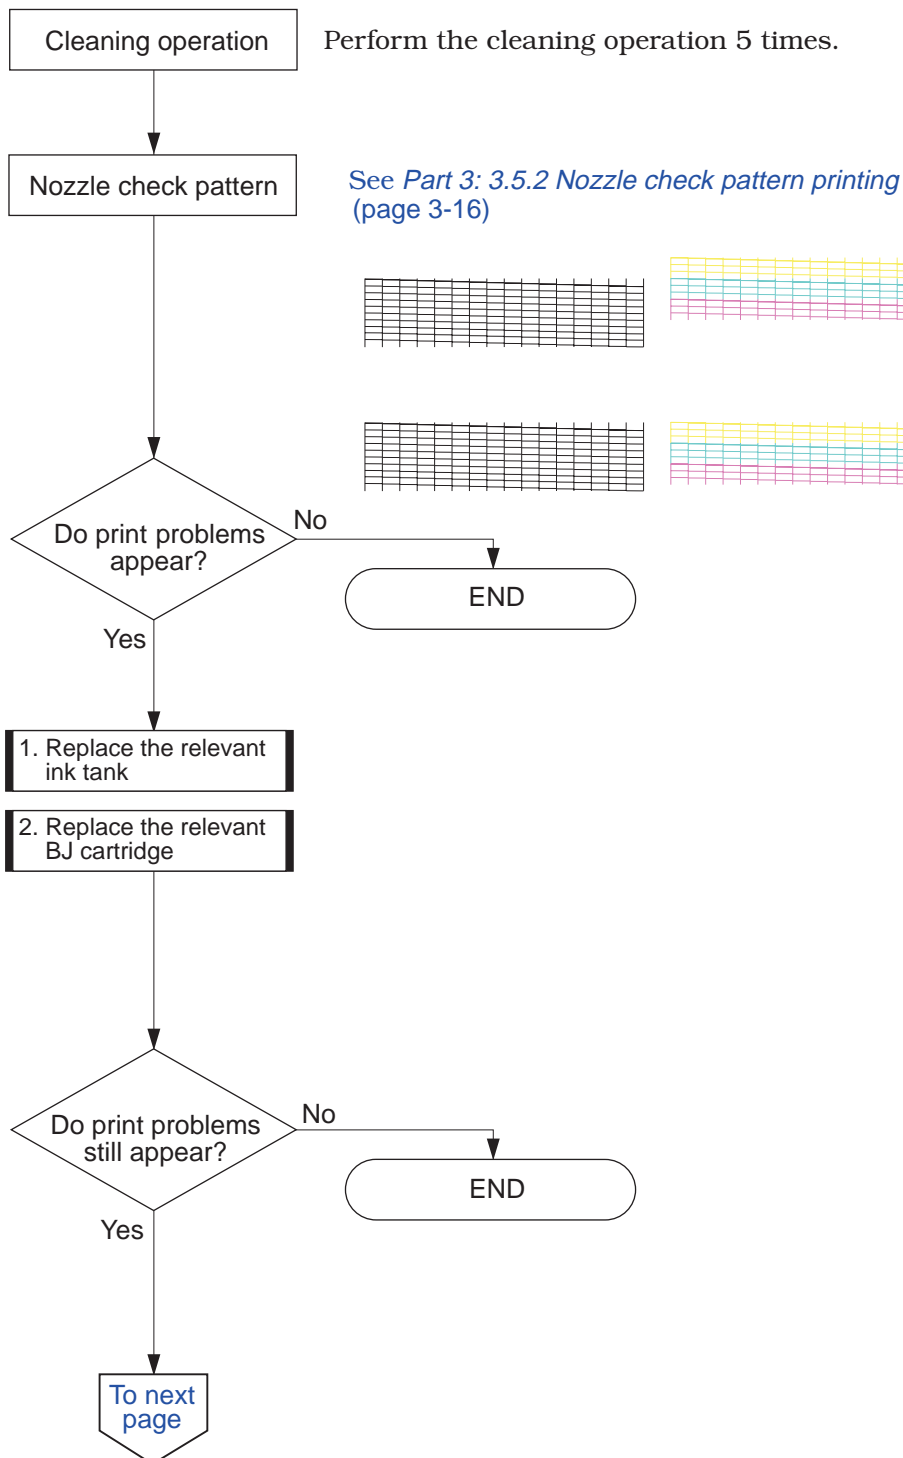 Cleaning operation
Perform the cleaning operation 5 times.
Nozzle check pattern
See Part 3: 3.5.2 Nozzle check pattern printing
(page 3-16)
Do print problems
appear?
No
END
Yes
1. Replace the relevant
ink tank
2. Replace the relevant
BJ cartridge
Do print problems
still appear?
No
END
Yes
To next
page